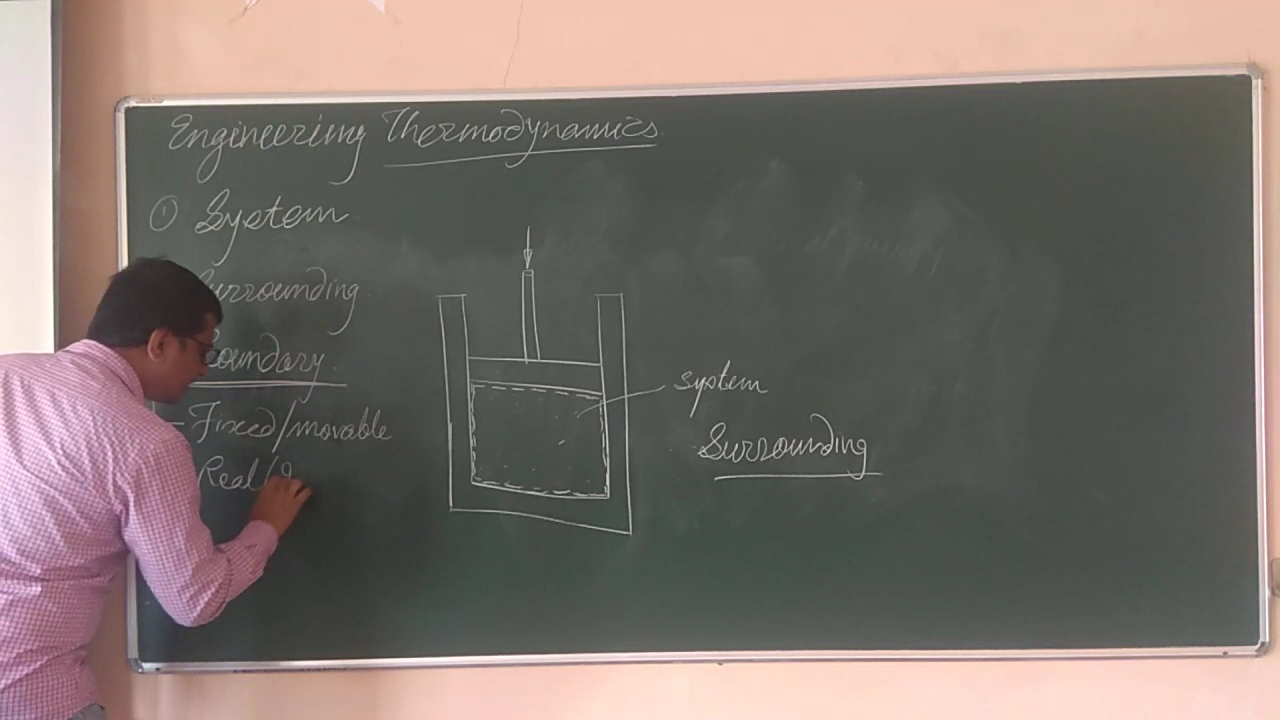 Engineering Thermodynamics
① System
Surrounding
Boundary
- Fixed/movable
Real/
system
Surrounding